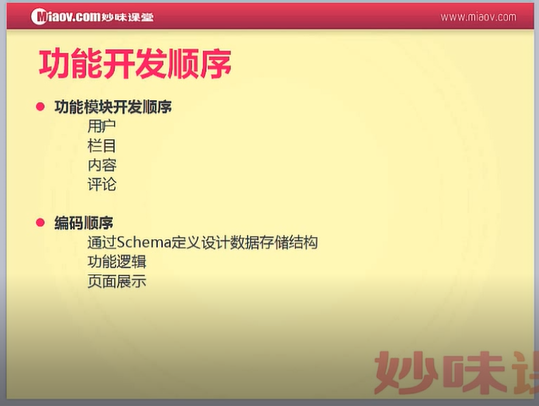 Miaov.com妙味课堂
www.miaov.com
功能开发顺序
功能模块开发顺序
用户
栏目
内容
评论
编码顺序
通过Schema定义设计数据存储结构
功能逻辑
页面展示
妙味课